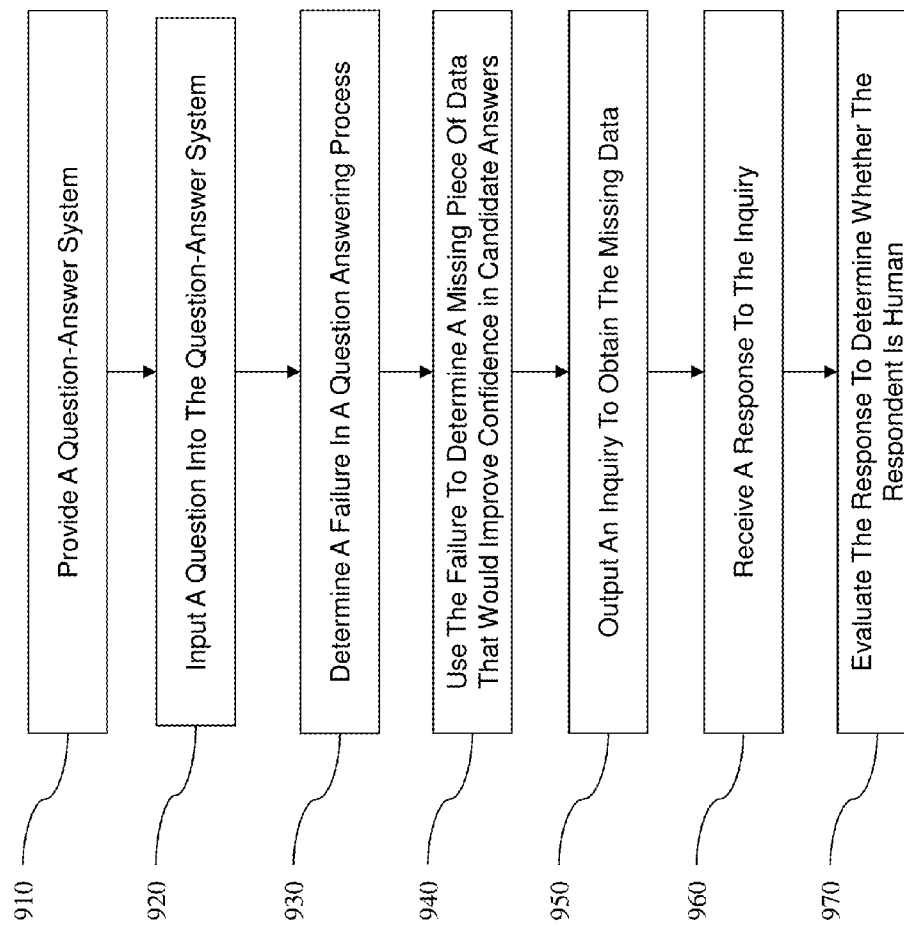 910
Provide A Question-Answer System
920
Input A Question Into The Question-Answer System
930
Determine A Failure In A Question Answering Process
940
Use The Failure To Determine A Missing Piece Of Data
That Would Improve Confidence in Candidate Answers
950
Output An Inquiry To Obtain The Missing Data
960
Receive A Response To The Inquiry
970
Evaluate The Response To Determine Whether The
Respondent Is Human